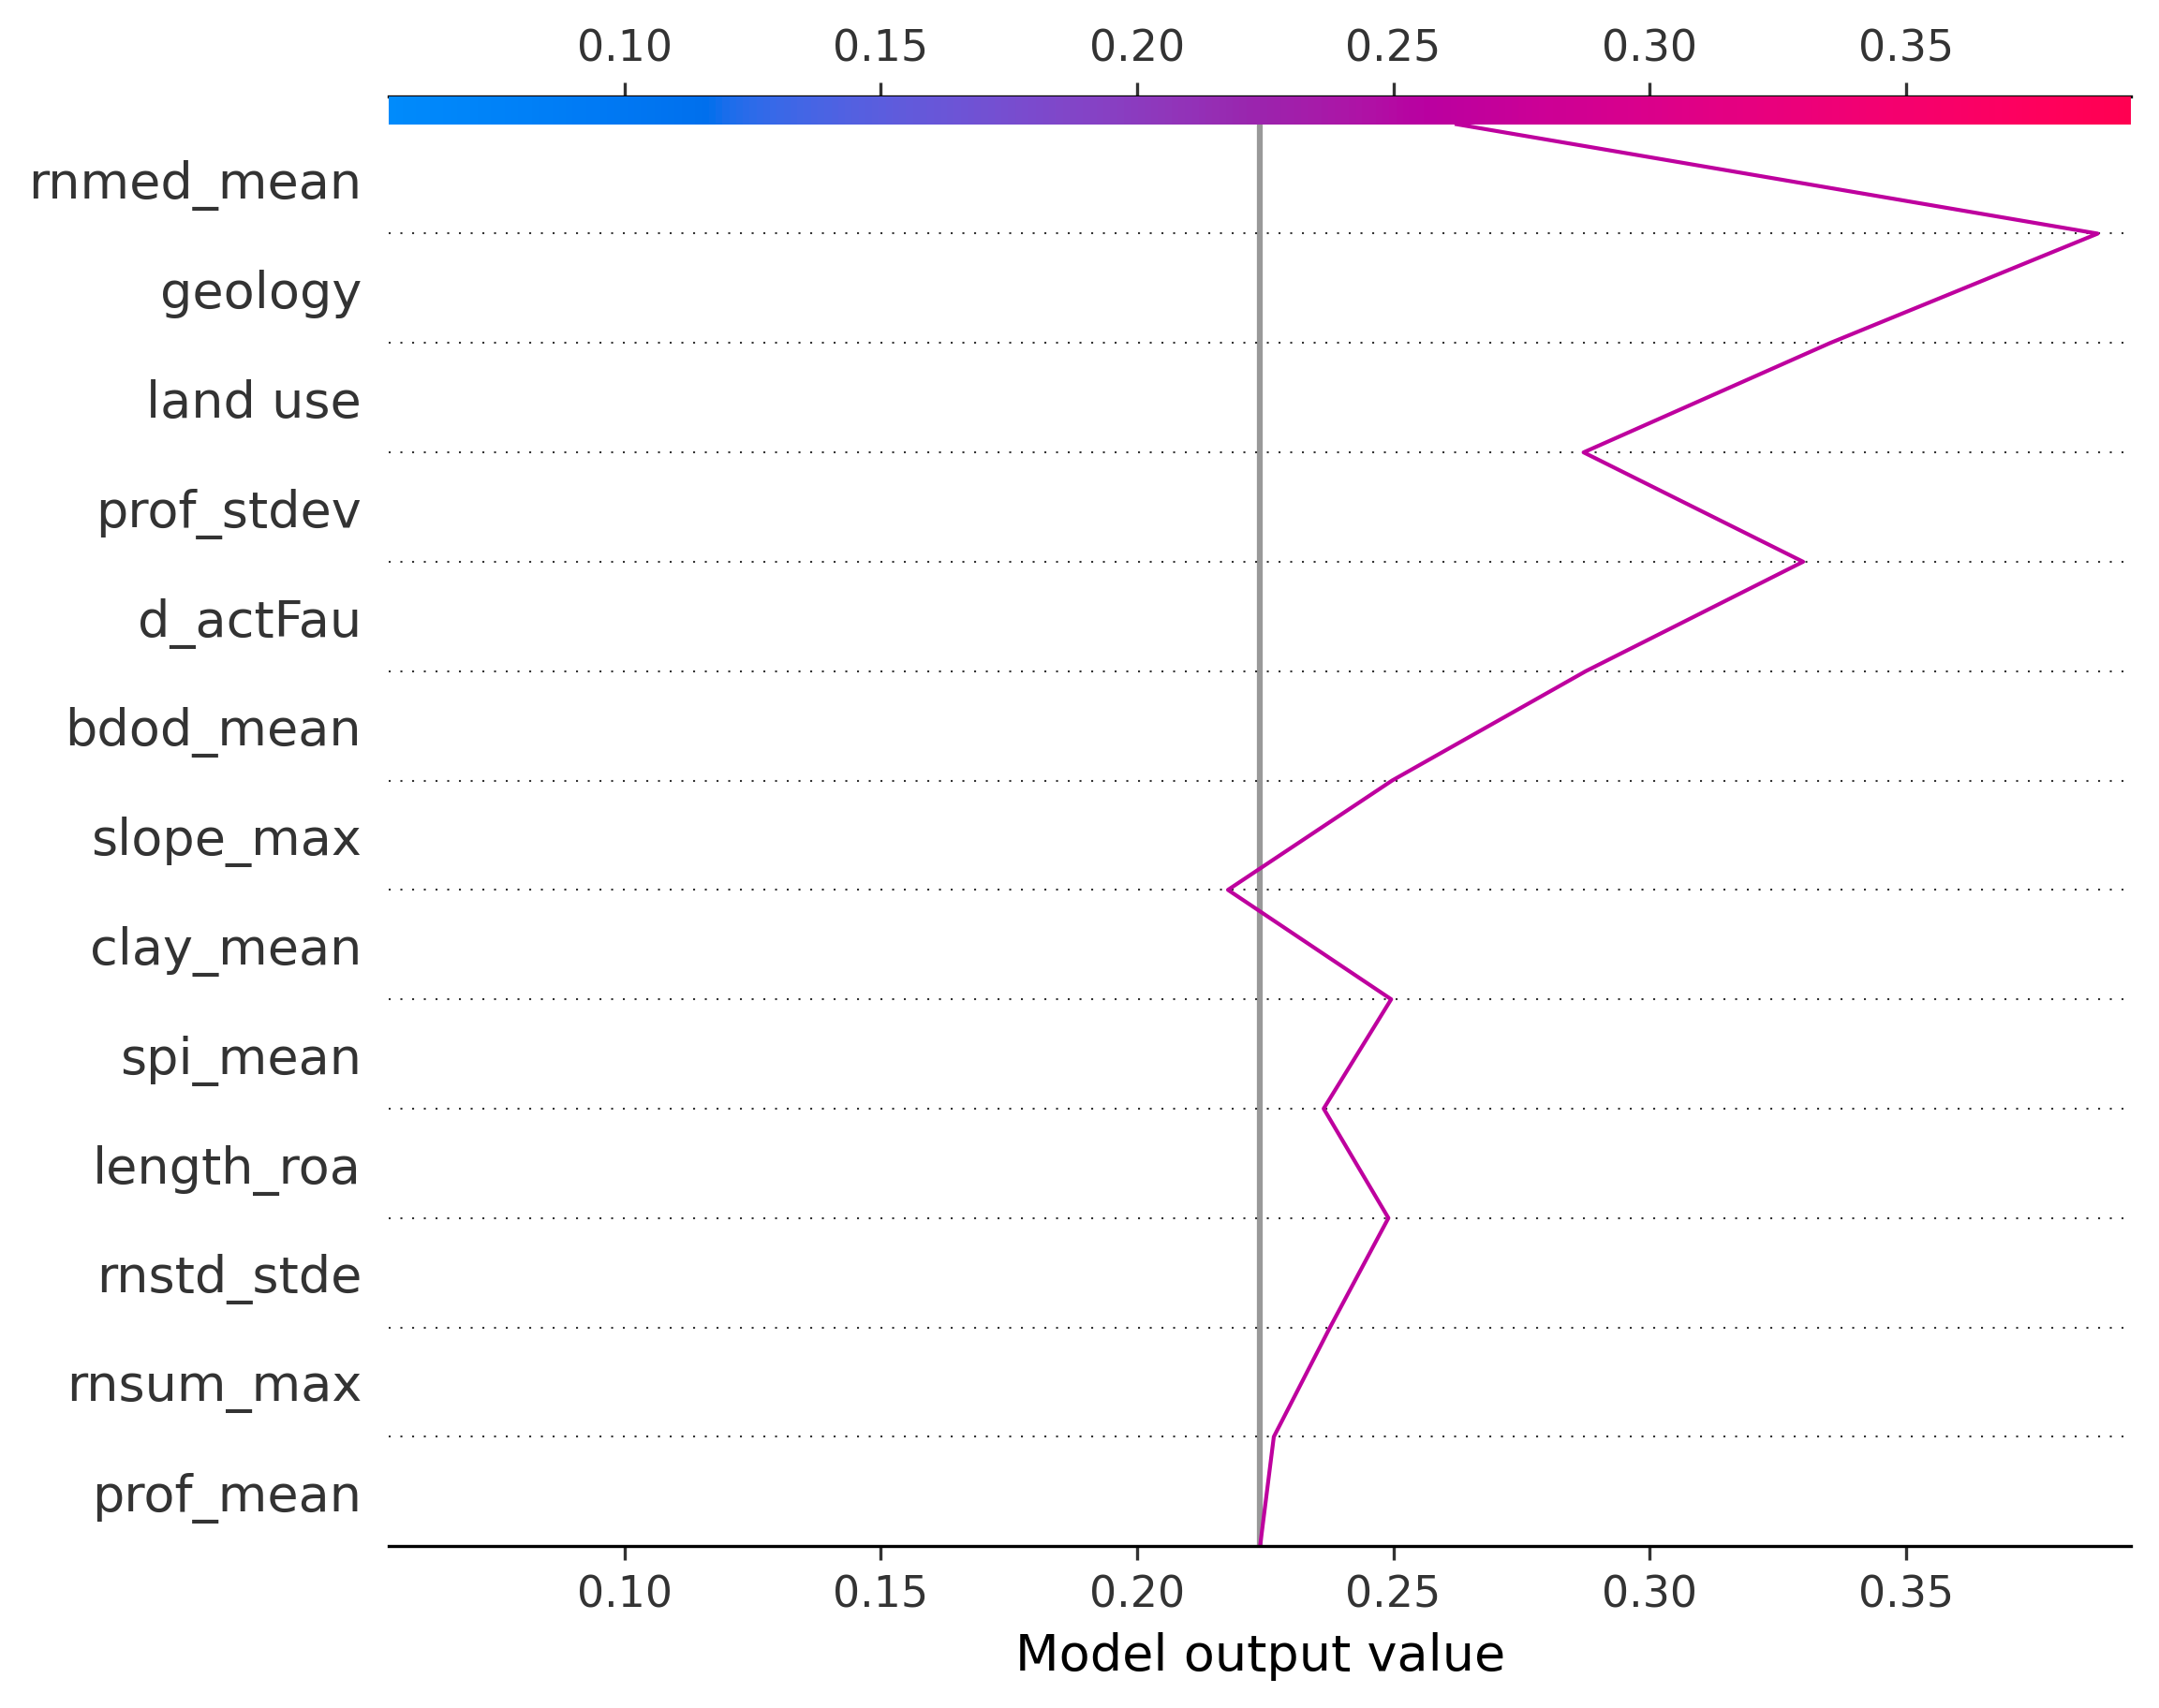 0.10 0.15 0.20 0.25 0.30 0.35
rnmed_mean
geology
land use
prof_stdev
d_actFau
bdod_mean
slope_max
clay_mean
spi_mean
length_roa
rnstd_stde
rnsum_max
prof_mean
0.10 0.15 0.20 0.25 0.30 0.35
Model output value